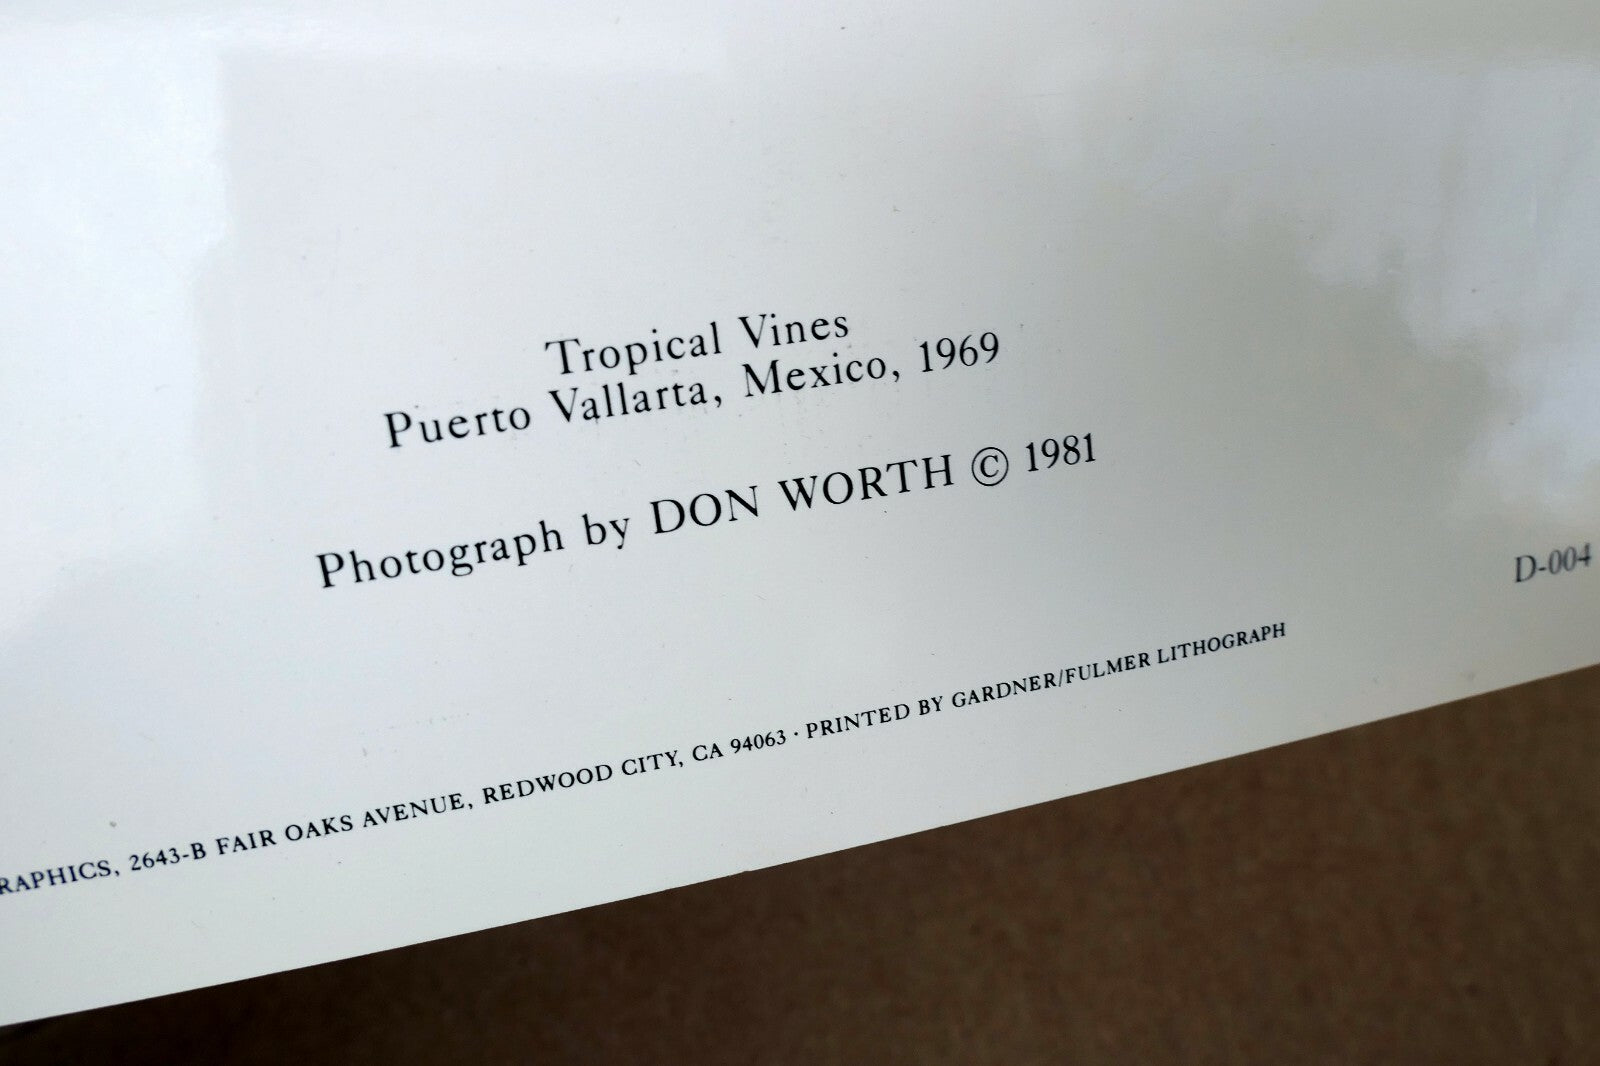 Tropical Vines
Puerto Vallarta, Mexico, 1969
Photograph by DON WORTH © 1981
D-004
RAPHICS, 2643-B FAIR OAKS AVENUE, REDWOOD CITY, CA 94063 · PRINTED BY GARDNER/FULMER LITHOGRAPH